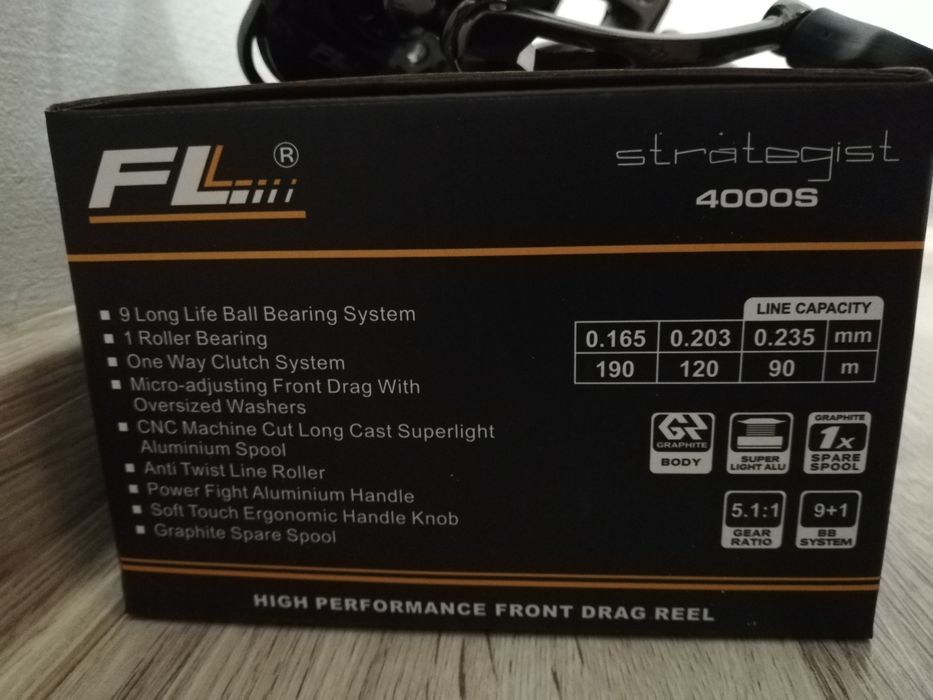 FL ®
stràtegist
4000S
9 Long Life Ball Bearing System
1 Roller Bearing
One Way Clutch System
Micro-adjusting Front Drag With
Oversized Washers
CNC Machine Cut Long Cast Superlight
Aluminium Spool
Anti Twist Line Roller
Power Fight Aluminium Handle
Soft Touch Ergonomic Handle Knob
Graphite Spare Spool
LINE CAPACITY
0.165 0.203 0.235 mm
190 120 90 m
GRAPHITE
BODY
SUPER
LIGHT ALU
GRAPHITE
1x
SPARE
SPOOL
5.1:1
GEAR
RATIO
9+1
BB
SYSTEM
HIGH PERFORMANCE FRONT DRAG REEL